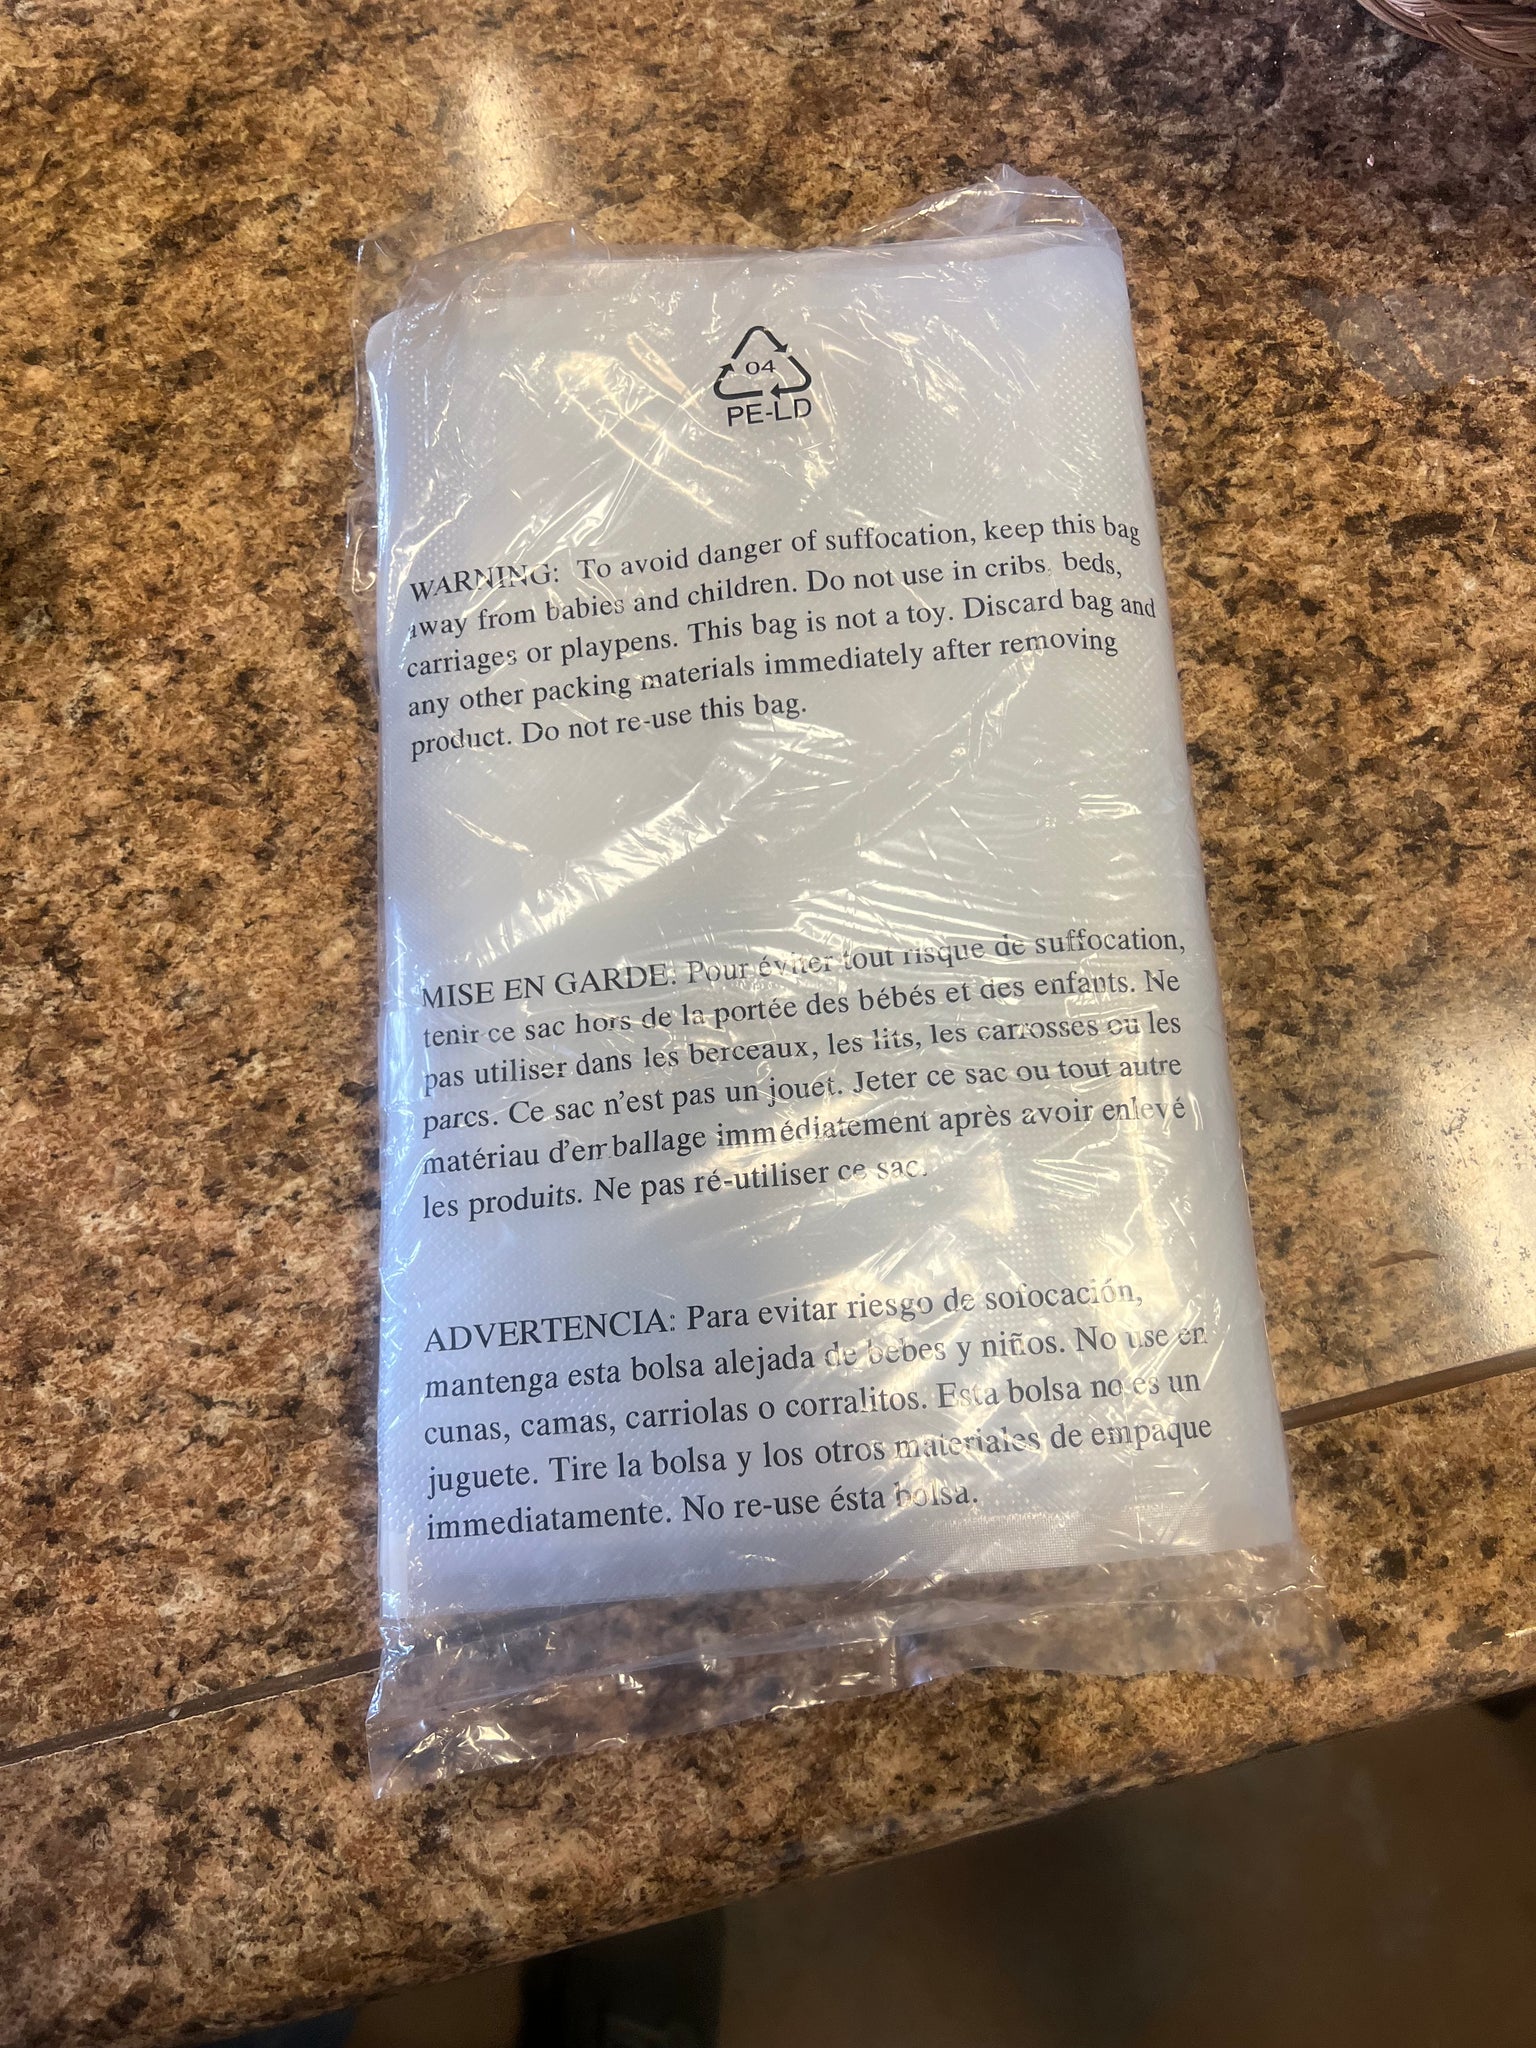 04
PE-LD
WARNING: To avoid danger of suffocation, keep this bag
away from babies and children. Do not use in cribs, beds,
carriages or playpens. This bag is not a toy. Discard bag and
any other packing materials immediately after removing
product. Do not re-use this bag.
MISE EN GARDE: Pour éviter tout risque de suffocation,
tenir ce sac hors de la portée des bébés et des enfants. Ne
pas utiliser dans les berceaux, les lits, les carrosses ou les
parcs. Ce sac n'est pas un jouet. Jeter ce sac ou tout autre
matériau d'emballage immédiatement après avoir enlevé
les produits. Ne pas ré-utiliser ce sac.
ADVERTENCIA: Para evitar riesgo de sofocación,
mantenga esta bolsa alejada de bebes y niños. No use en
cunas, camas, carriolas o corralitos. Esta bolsa no es un
juguete. Tire la bolsa y los otros materiales de empaque
immediatamente. No re-use ésta bolsa.